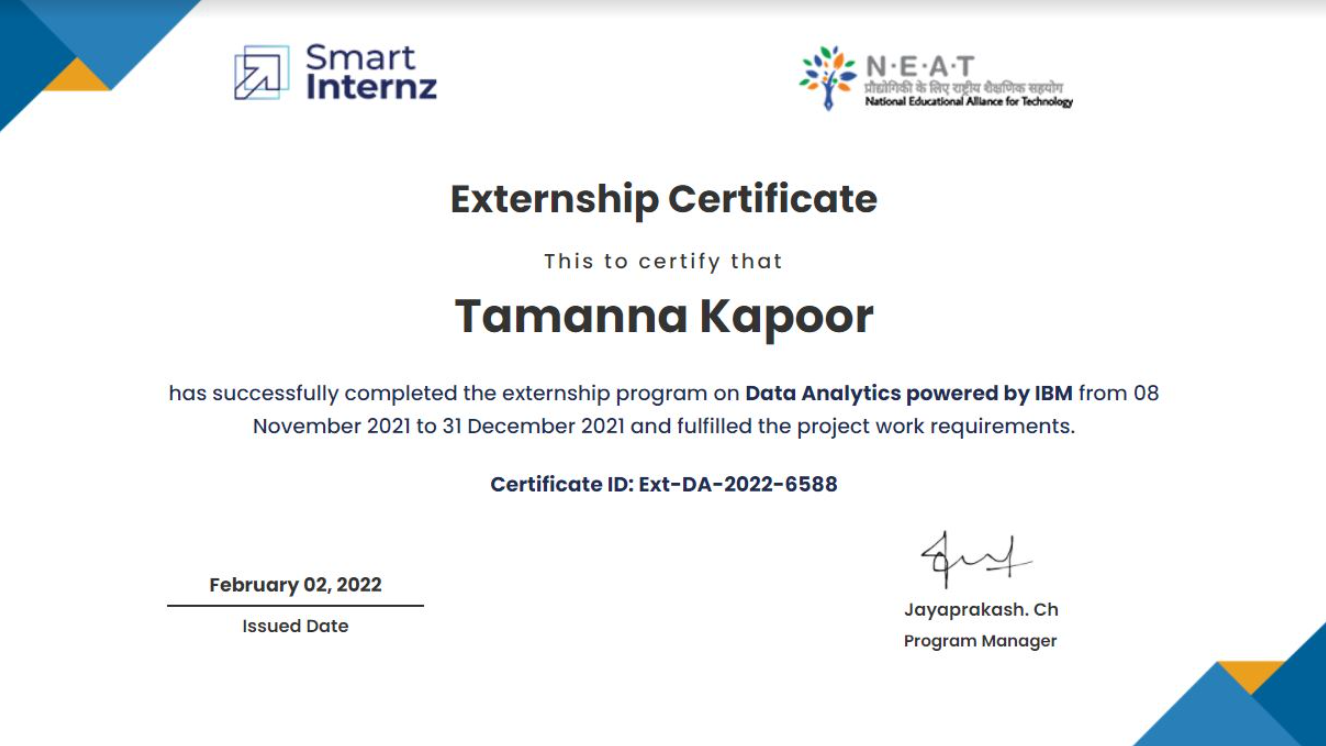 Smart
Internz
N·E·A·T
प्रौद्योगिकी के लिए राष्ट्रीय शैक्षणिक सहयोग
National Educational Alliance for Technology
Externship Certificate
This to certify that
Tamanna Kapoor
has successfully completed the externship program on Data Analytics powered by IBM from 08
November 2021 to 31 December 2021 and fulfilled the project work requirements.
Certificate ID: Ext-DA-2022-6588
February 02, 2022
Issued Date
Jayaprakash. Ch
Program Manager